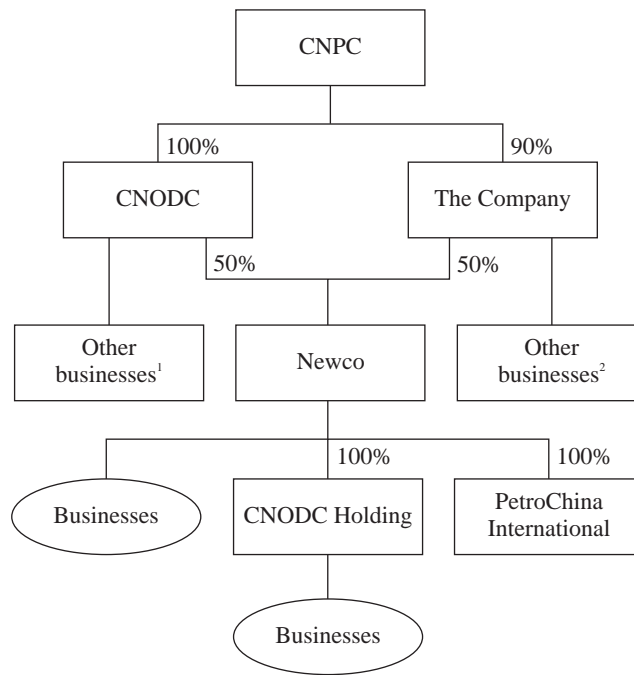 CNPC
100%
90%
CNODC
The Company
50%
50%
Other
businesses¹
Newco
Other
businesses²
100%
100%
Businesses
CNODC Holding
PetroChina
International
Businesses